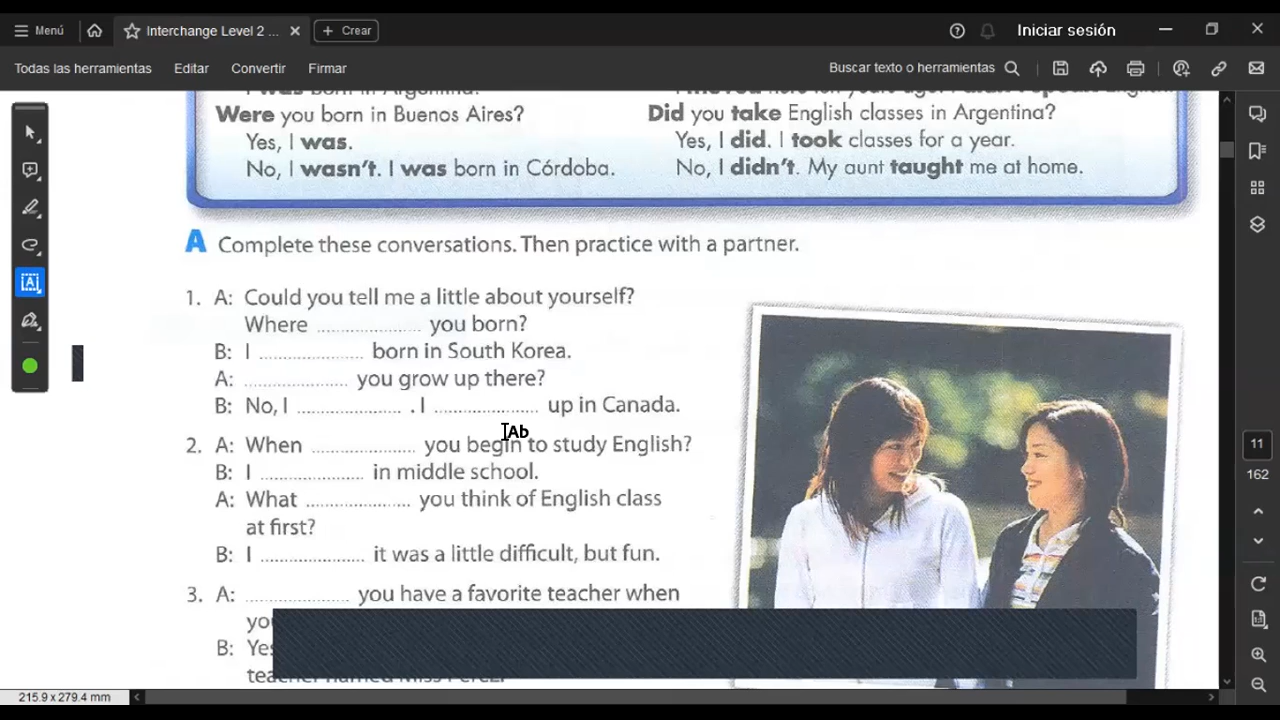 Menú
Interchange Level 2 ...
Crear
Iniciar sesión
Todas las herramientas
Editar
Convertir
Firmar
Buscar texto o herramientas
I was born in Argentina.
Were you born in Buenos Aires?
Yes, I was.
No, I wasn't. I was born in Córdoba.
Did you take English classes in Argentina?
Yes, I did. I took classes for a year.
No, I didn't. My aunt taught me at home.
A Complete these conversations. Then practice with a partner.
1. A: Could you tell me a little about yourself?
Where .......................... you born?
B: I .......................... born in South Korea.
A: .......................... you grow up there?
B: No, I .......................... . I .......................... up in Canada.
Ab
2. A: When .......................... you begin to study English?
B: I .......................... in middle school.
A: What .......................... you think of English class
at first?
B: I .......................... it was a little difficult, but fun.
3. A: .......................... you have a favorite teacher when
B:
11
162
215.9 x 279.4 mm